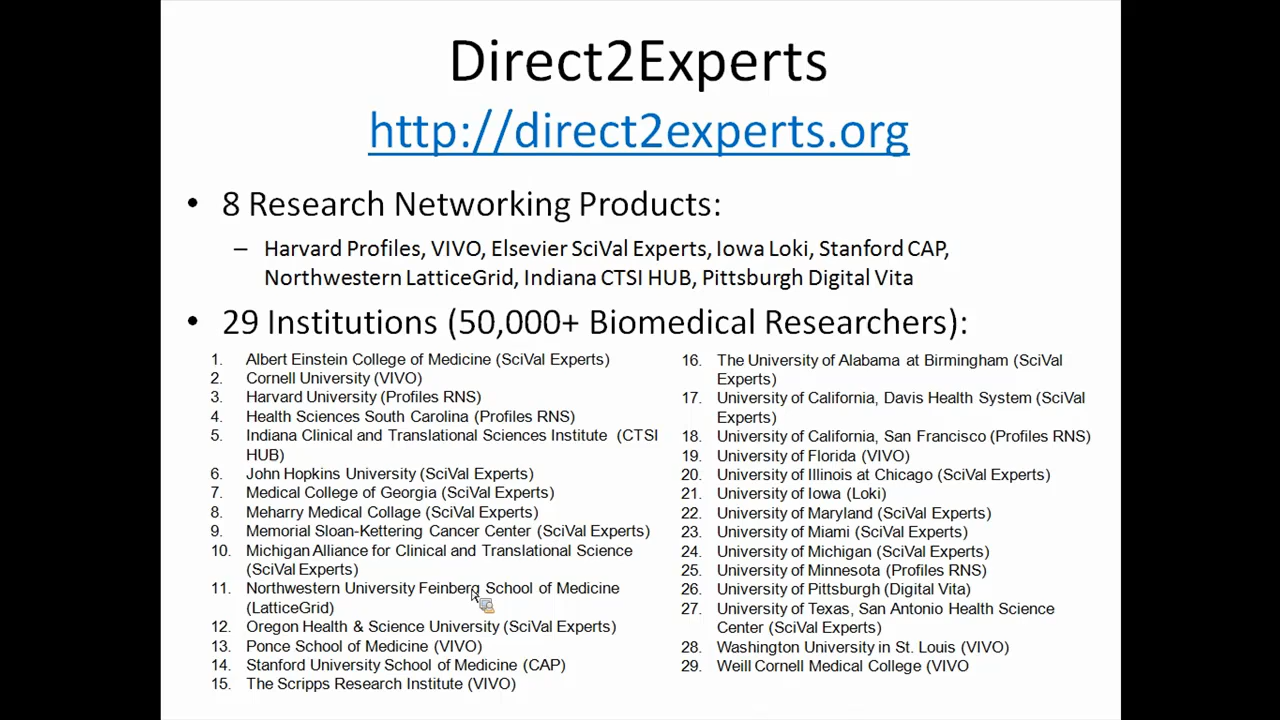 Direct2Experts
http://direct2experts.org
• 8 Research Networking Products:
– Harvard Profiles, VIVO, Elsevier SciVal Experts, Iowa Loki, Stanford CAP,
Northwestern LatticeGrid, Indiana CTSI HUB, Pittsburgh Digital Vita
• 29 Institutions (50,000+ Biomedical Researchers):
1. Albert Einstein College of Medicine (SciVal Experts)
2. Cornell University (VIVO)
3. Harvard University (Profiles RNS)
4. Health Sciences South Carolina (Profiles RNS)
5. Indiana Clinical and Translational Sciences Institute (CTSI
HUB)
6. John Hopkins University (SciVal Experts)
7. Medical College of Georgia (SciVal Experts)
8. Meharry Medical Collage (SciVal Experts)
9. Memorial Sloan-Kettering Cancer Center (SciVal Experts)
10. Michigan Alliance for Clinical and Translational Science
(SciVal Experts)
11. Northwestern University Feinberg School of Medicine
(LatticeGrid)
12. Oregon Health & Science University (SciVal Experts)
13. Ponce School of Medicine (VIVO)
14. Stanford University School of Medicine (CAP)
15. The Scripps Research Institute (VIVO)
16. The University of Alabama at Birmingham (SciVal
Experts)
17. University of California, Davis Health System (SciVal
Experts)
18. University of California, San Francisco (Profiles RNS)
19. University of Florida (VIVO)
20. University of Illinois at Chicago (SciVal Experts)
21. University of Iowa (Loki)
22. University of Maryland (SciVal Experts)
23. University of Miami (SciVal Experts)
24. University of Michigan (SciVal Experts)
25. University of Minnesota (Profiles RNS)
26. University of Pittsburgh (Digital Vita)
27. University of Texas, San Antonio Health Science
Center (SciVal Experts)
28. Washington University in St. Louis (VIVO)
29. Weill Cornell Medical College (VIVO